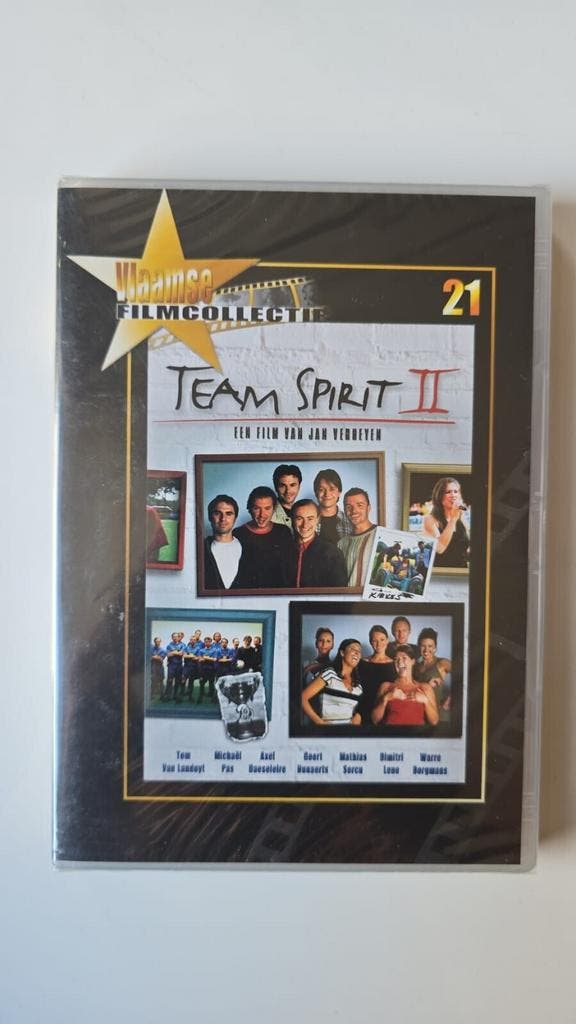 Vlaamse
FILMCOLLECTIE
21
TEAM SPIRIT II
EEN FILM VAN JAN VERHEYEN
KIEKES
Tom Michaël Axel Geert Mathias Dimitri Warre
Van Landuyt Pas Daeseleire Hunaerts Sercu Leue Borgmans